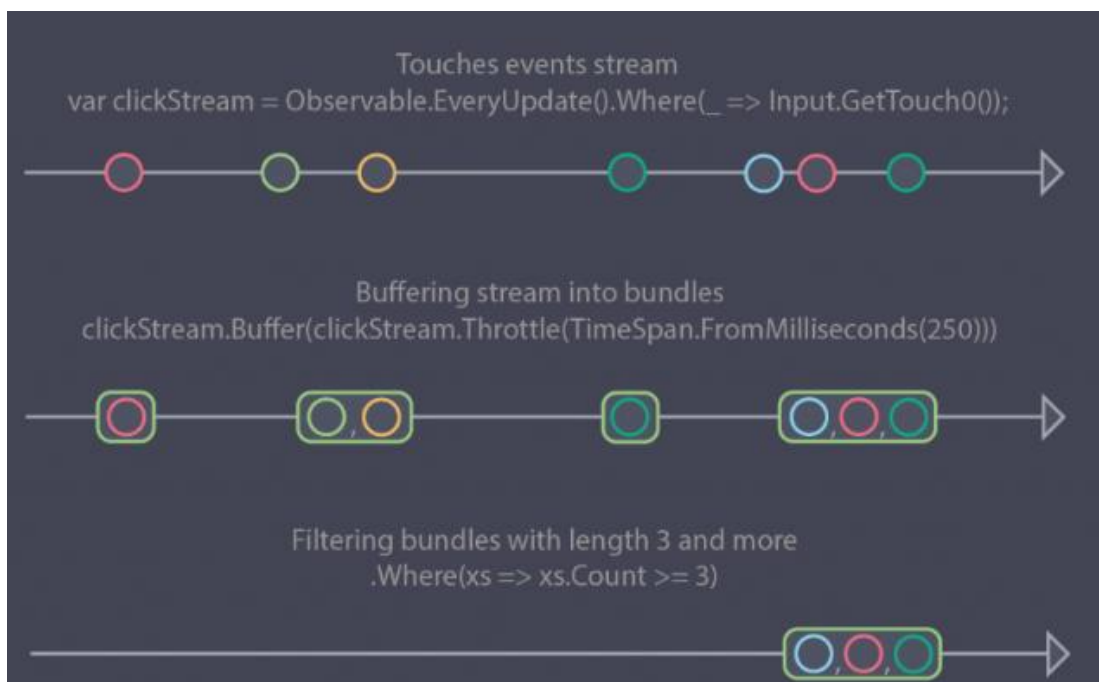 Touches events stream
var clickStream = Observable.EveryUpdate().Where(_ => Input.GetTouch0());
Buffering stream into bundles
clickStream.Buffer(clickStream.Throttle(TimeSpan.FromMilliseconds(250)))
, 
, ,
Filtering bundles with length 3 and more
.Where(xs => xs.Count >= 3)
, ,